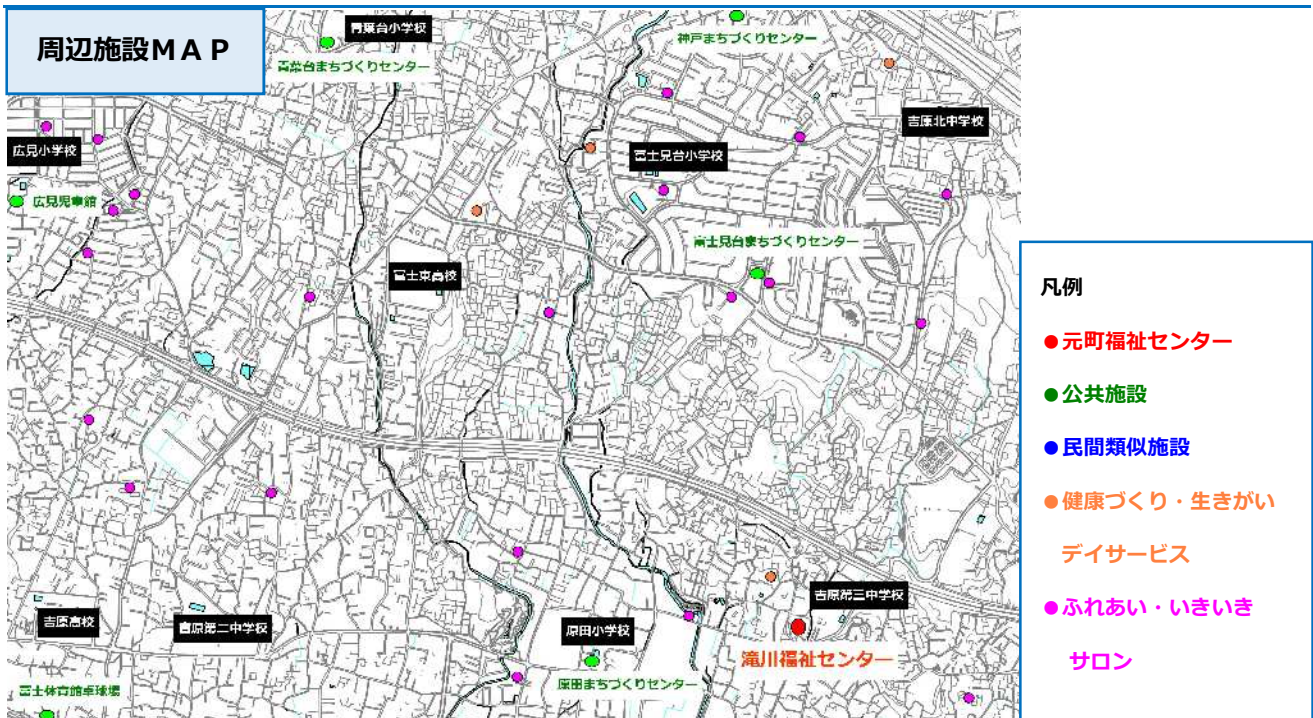 周辺施設MAP
青葉台小学校
青葉台まちづくりセンター
神戸まちづくりセンター
吉原北中学校
広見小学校
富士見台小学校
広見児童館
富士見台まちづくりセンター
富士東高校
凡例
●元町福祉センター
●公共施設
●民間類似施設
●健康づくり・生きがい
デイサービス
●ふれあい・いきいき
サロン
吉原第三中学校
吉原高校
吉原第二中学校
原田小学校
滝川福祉センター
原田まちづくりセンター
富士体育館卓球場